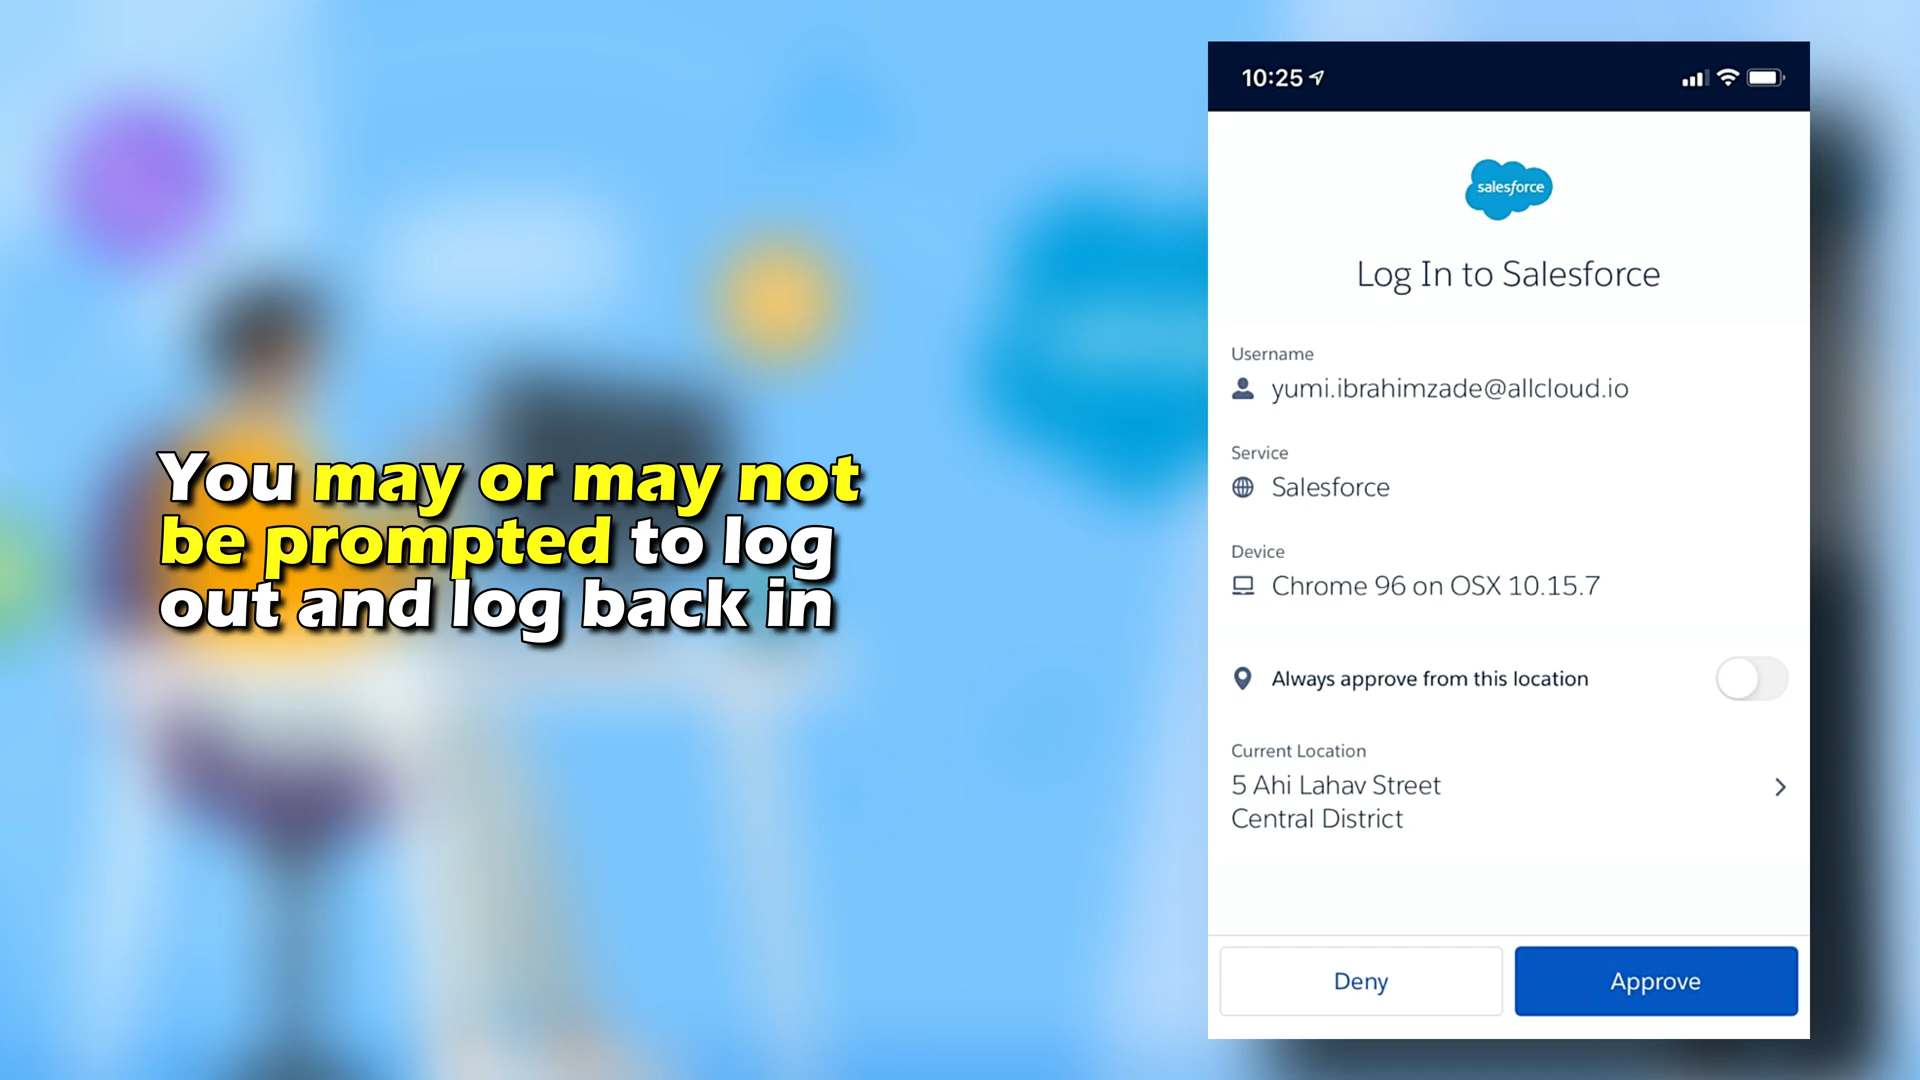 You may or may not
be prompted to log
out and log back in
10:25
salesforce
Log In to Salesforce
Username
yumi.ibrahimzade@allcloud.io
Service
Salesforce
Device
Chrome 96 on OSX 10.15.7
Always approve from this location
Current Location
5 Ahi Lahav Street
Central District
Deny
Approve